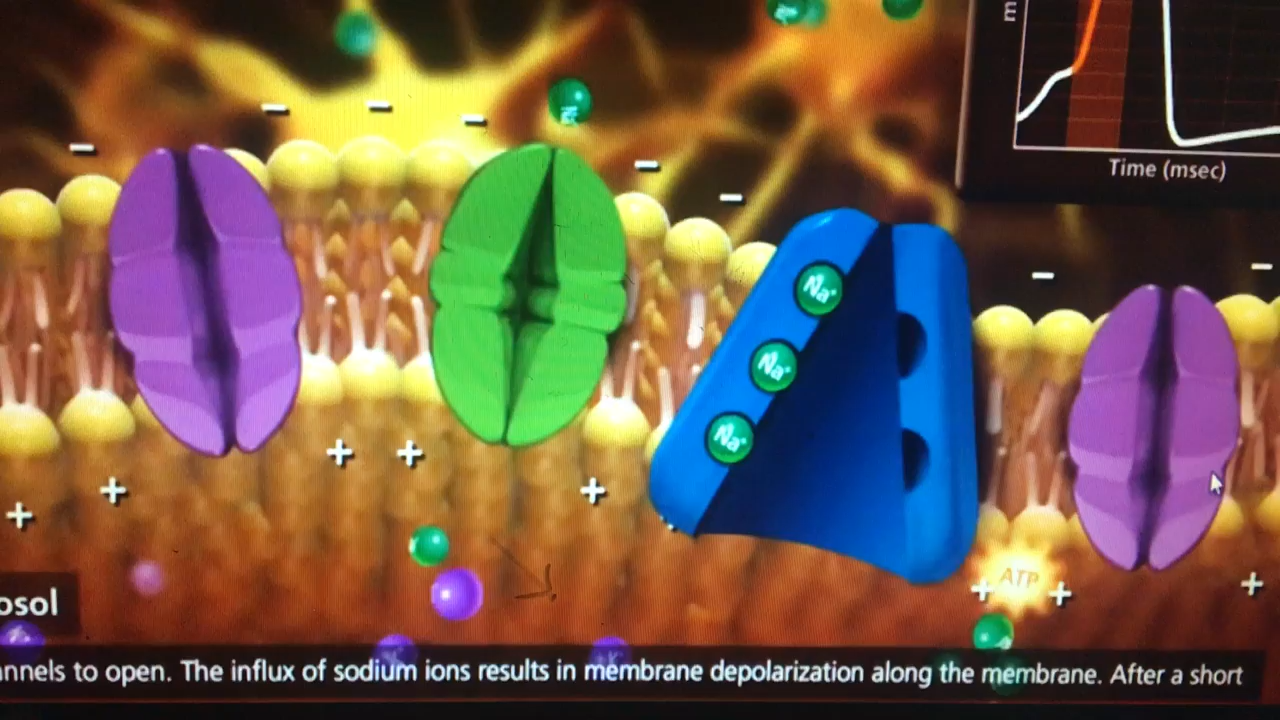 m
Time (msec)
Na⁺
Na⁺
Na⁺
ATP
osol
nnels to open. The influx of sodium ions results in membrane depolarization along the membrane. After a short